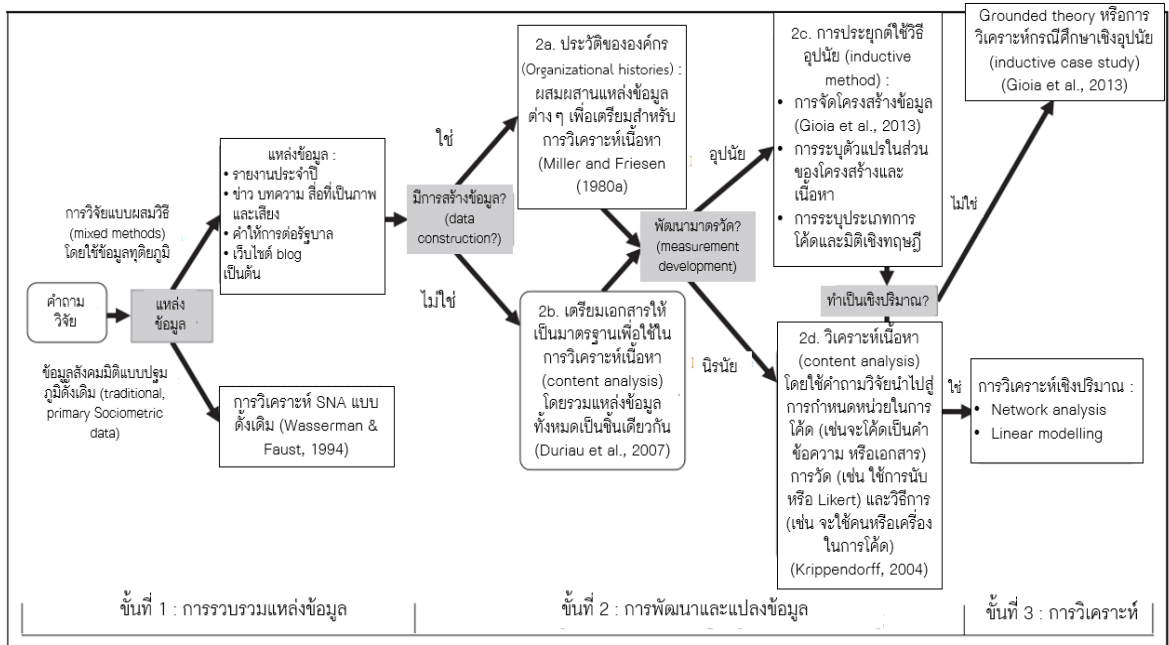 คำถาม
วิจัย
แหล่ง
ข้อมูล
การวิจัยแบบผสมวิธี
(mixed methods)
โดยใช้ข้อมูลทุติยภูมิ
ข้อมูลสังคมมิติแบบปฐม
ภูมิดั้งเดิม (traditional,
primary Sociometric
data)
แหล่งข้อมูล :
• รายงานประจำปี
• ข่าว บทความ สื่อที่เป็นภาพ
และเสียง
• คำให้การต่อรัฐบาล
• เว็บไซต์ blog
เป็นต้น
การวิเคราะห์ SNA แบบ
ดั้งเดิม (Wasserman &
Faust, 1994)
มีการสร้างข้อมูล?
(data
construction?)
ใช่
ไม่ใช่
2a. ประวัติขององค์กร
(Organizational histories) :
ผสมผสานแหล่งข้อมูล
ต่างๆ เพื่อเตรียมสำหรับ
การวิเคราะห์เนื้อหา
(Miller and Friesen
(1980a)
2b. เตรียมเอกสารให้
เป็นมาตรฐานเพื่อใช้ใน
การวิเคราะห์เนื้อหา
(content analysis)
โดยรวมแหล่งข้อมูล
ทั้งหมดเป็นชิ้นเดียวกัน
(Duriau et al., 2007)
พัฒนามาตรวัด?
(measurement
development)
อุปนัย
นิรนัย
2c. การประยุกต์ใช้วิธี
อุปนัย (inductive
method) :
• การจัดโครงสร้างข้อมูล
(Gioia et al., 2013)
• การระบุตัวแปรในส่วน
ของโครงสร้างและ
เนื้อหา
• การระบุประเภทการ
โค้ดและมิติเชิงทฤษฎี
ทำเป็นเชิงปริมาณ?
2d. วิเคราะห์เนื้อหา
(content analysis)
โดยใช้คำถามวิจัยนำไปสู่
การกำหนดหน่วยในการ
โค้ด (เช่นจะโค้ดเป็นคำ
ข้อความ หรือเอกสาร)
การวัด (เช่น ใช้การนับ
หรือ Likert) และวิธีการ
(เช่น จะใช้คนหรือเครื่อง
ในการโค้ด)
(Krippendorff, 2004)
ไม่ใช่
ใช่
Grounded theory หรือการ
วิเคราะห์กรณีศึกษาเชิงอุปนัย
(inductive case study)
(Gioia et al., 2013)
การวิเคราะห์เชิงปริมาณ :
• Network analysis
• Linear modelling
ขั้นที่ 1 : การรวบรวมแหล่งข้อมูล
ขั้นที่ 2 : การพัฒนาและแปลงข้อมูล
ขั้นที่ 3 : การวิเคราะห์